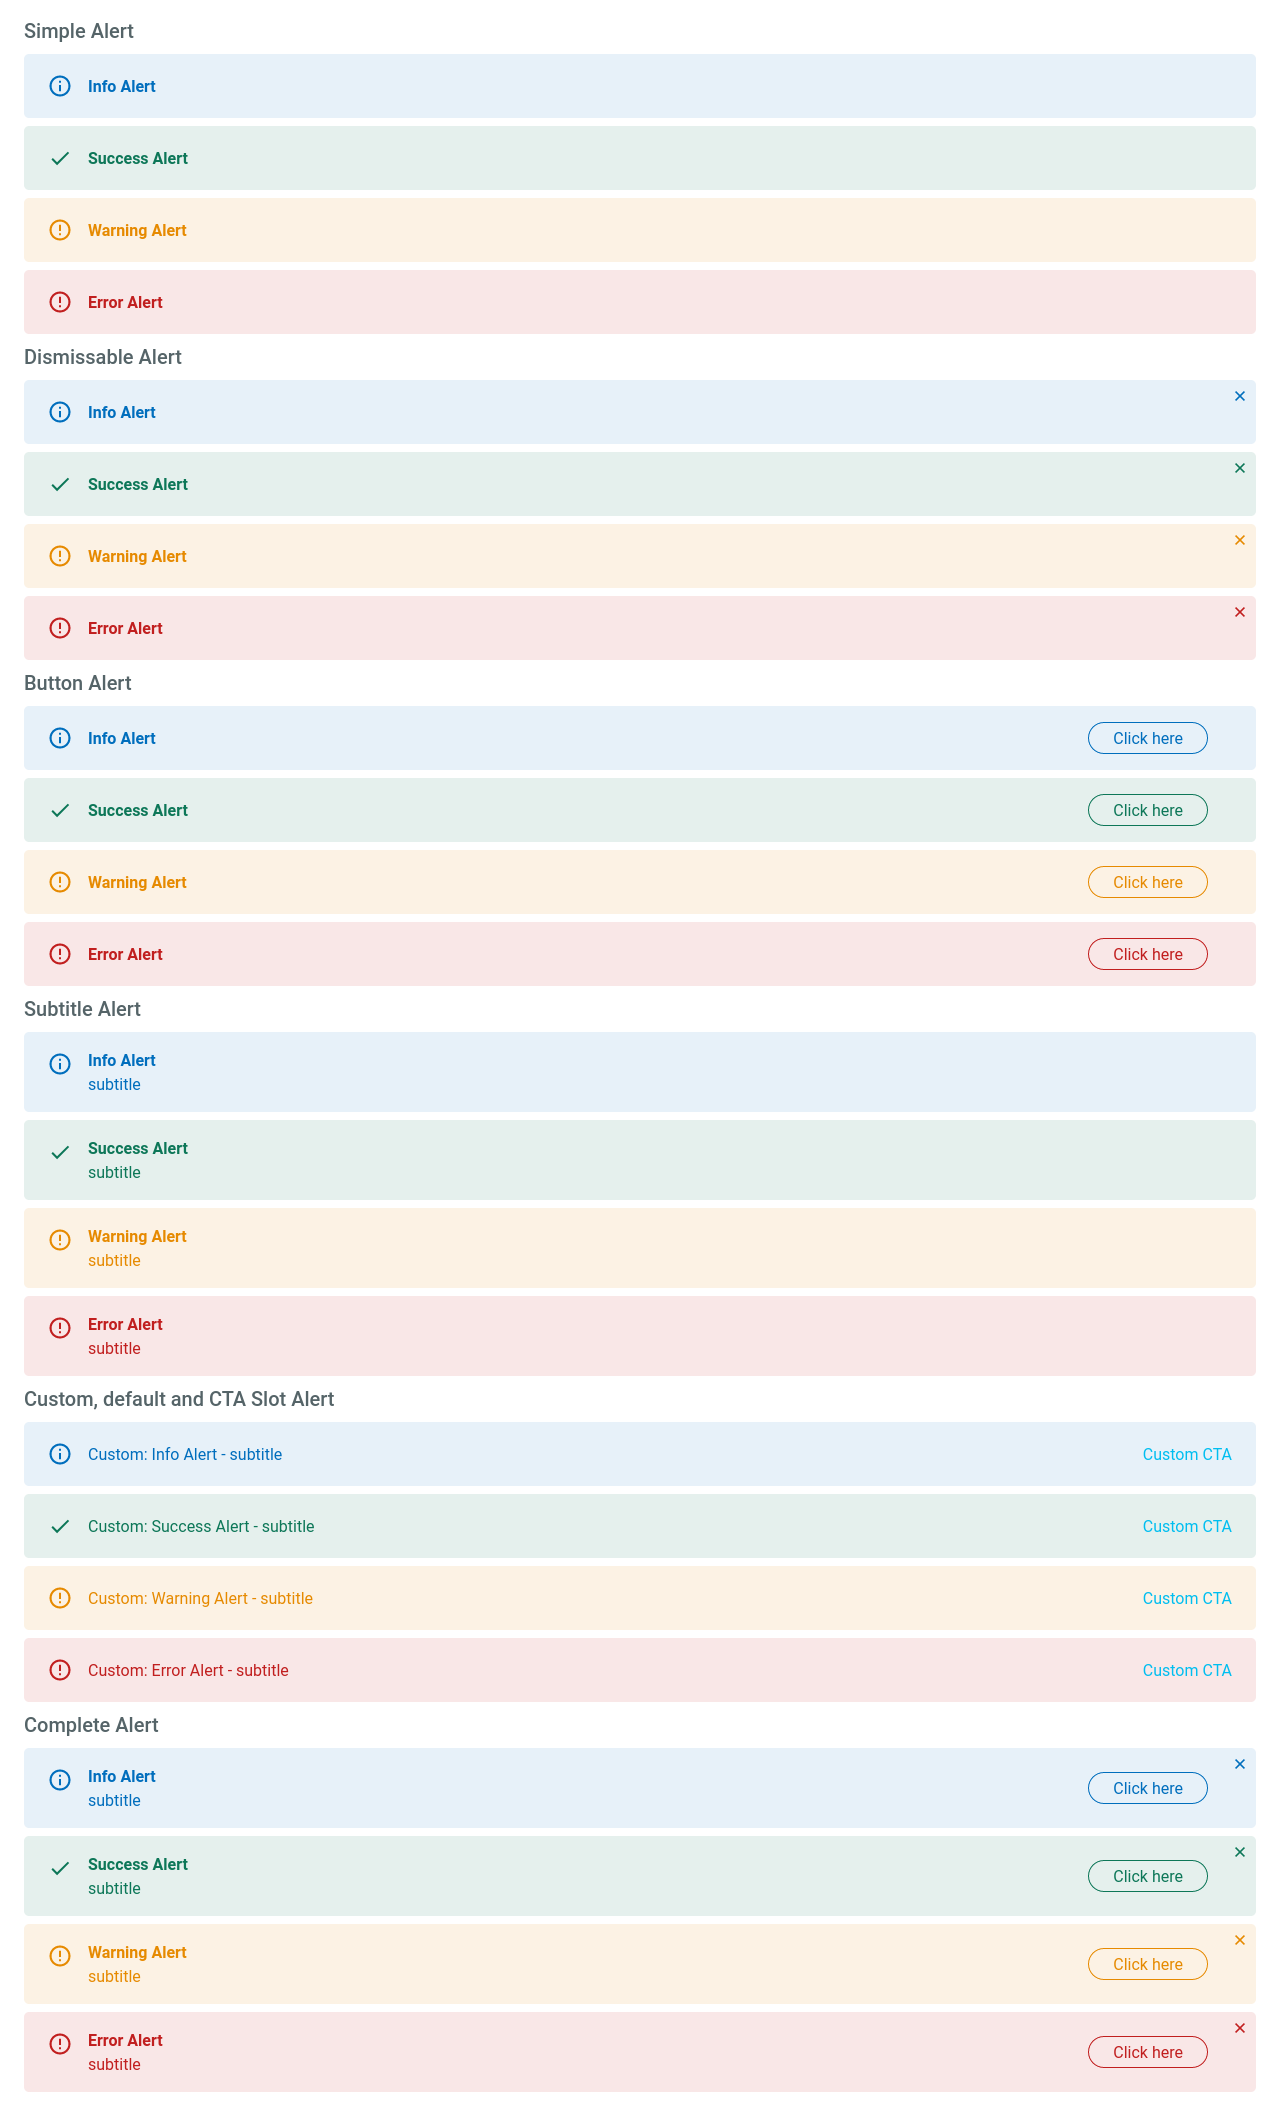 Simple Alert
Info Alert
Success Alert
Warning Alert
Error Alert
Dismissable Alert
Info Alert
Success Alert
Warning Alert
Error Alert
Button Alert
Info Alert Click here
Success Alert Click here
Warning Alert Click here
Error Alert Click here
Subtitle Alert
Info Alert
subtitle
Success Alert
subtitle
Warning Alert
subtitle
Error Alert
subtitle
Custom, default and CTA Slot Alert
Custom: Info Alert - subtitle Custom CTA
Custom: Success Alert - subtitle Custom CTA
Custom: Warning Alert - subtitle Custom CTA
Custom: Error Alert - subtitle Custom CTA
Complete Alert
Info Alert
subtitle
Click here
Success Alert
subtitle
Click here
Warning Alert
subtitle
Click here
Error Alert
subtitle
Click here